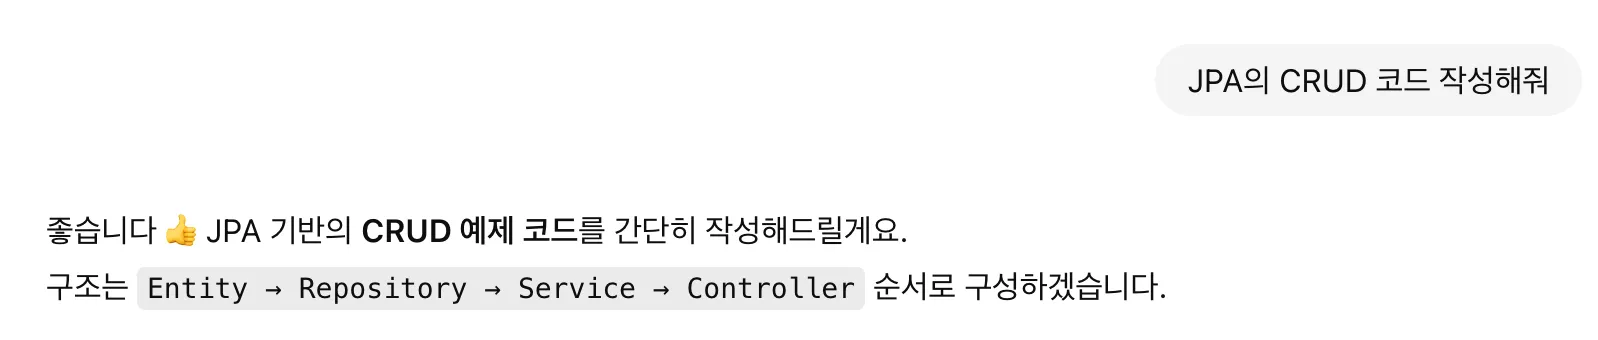 JPA의 CRUD 코드 작성해줘
좋습니다 👍 JPA 기반의 CRUD 예제 코드를 간단히 작성해드릴게요.
구조는 Entity → Repository → Service → Controller 순서로 구성하겠습니다.